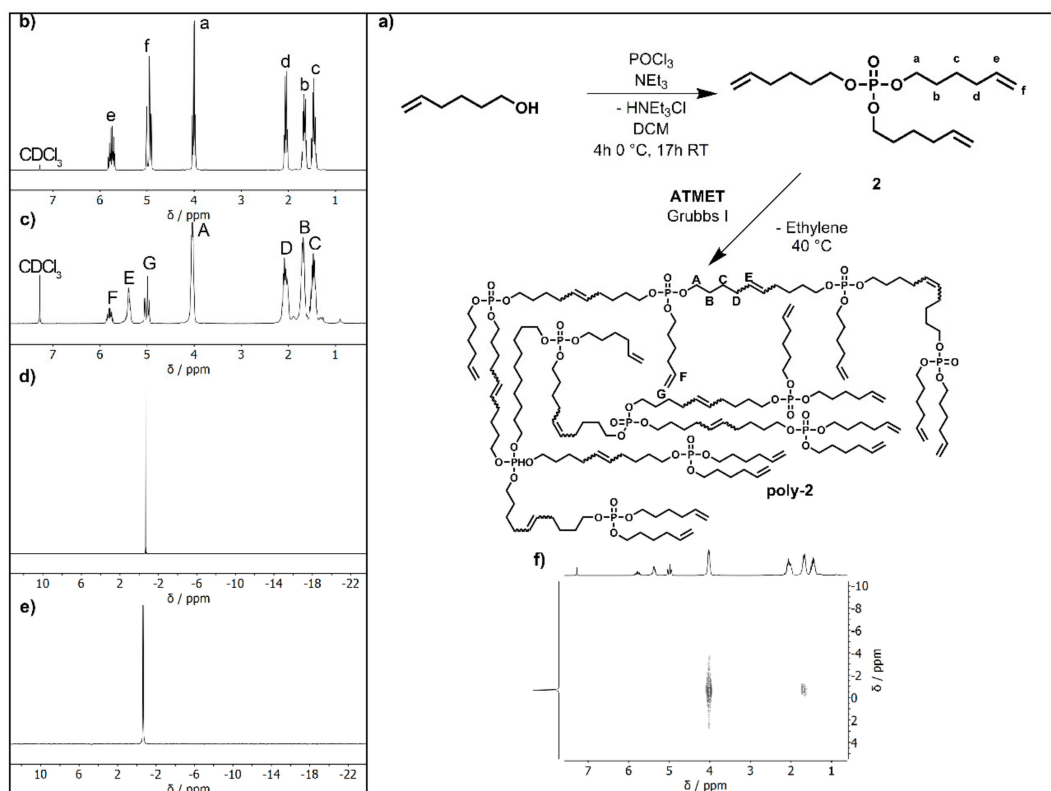 b)
CDCl3
e
f
a
d
b
c
7 6 5 4 3 2 1
δ / ppm
c)
CDCl3
F
E
G
A
D
B
C
7 6 5 4 3 2 1
δ / ppm
d)
10 6 2 -2 -6 -10 -14 -18 -22
δ / ppm
e)
10 6 2 -2 -6 -10 -14 -18 -22
δ / ppm
a)
OH
POCl3
NEt3
- HNEt3Cl
DCM
4h 0 °C, 17h RT
O
O P O
O
a c e
b d f
2
ATMET
Grubbs I
- Ethylene
40 °C
A C E
B D
F
G
PHO
poly-2
f)
-10
-8
-6
-4
-2
0
2
4
δ / ppm
7 6 5 4 3 2 1
δ / ppm